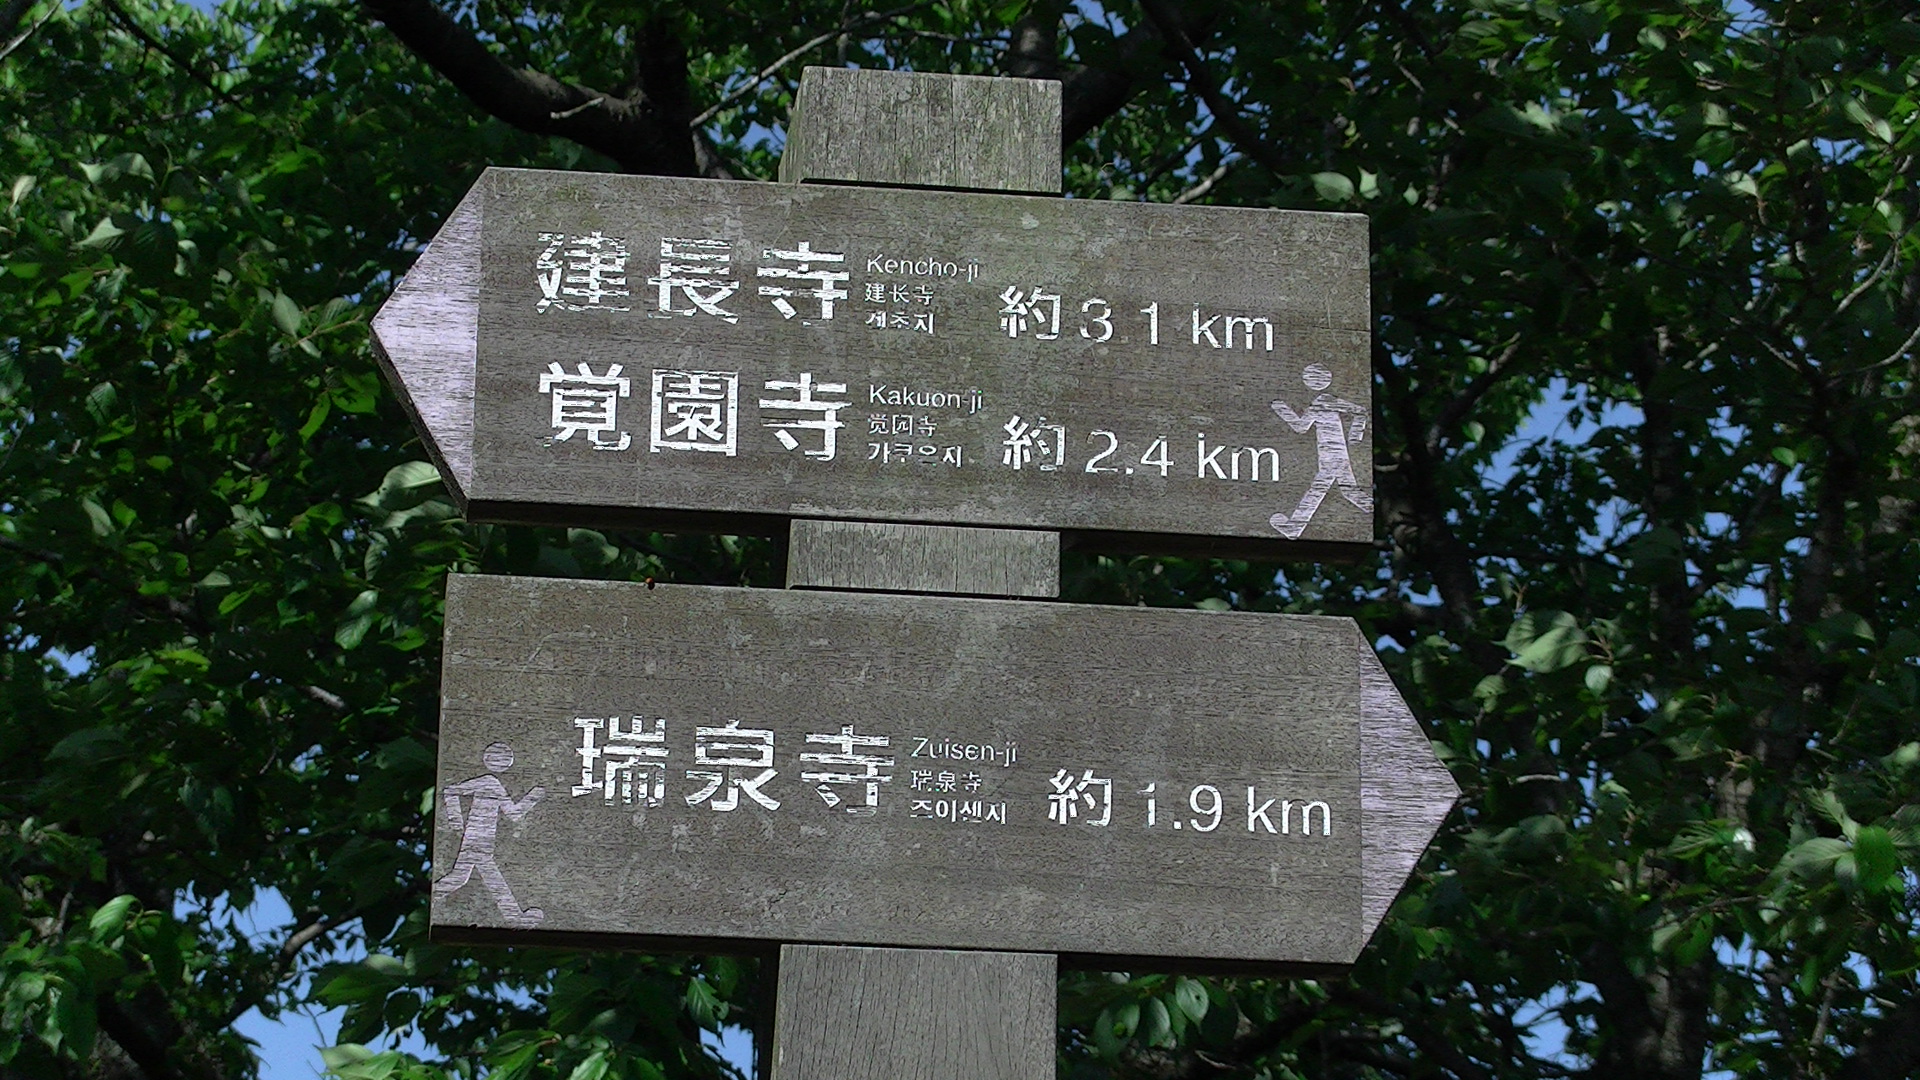 建長寺 Kencho-ji 約 3.1 km
建长寺
겐초지
覚園寺 Kakuon-ji 約 2.4 km
觉园寺
가쿠온지
瑞泉寺 Zuisen-ji 約 1.9 km
瑞泉寺
즈이센지